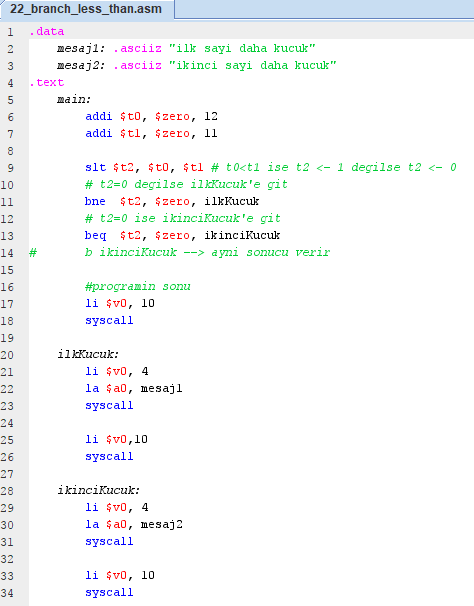 22_branch_less_than.asm
1 .data
2 mesaj1: .asciiz "ilk sayi daha kucuk"
3 mesaj2: .asciiz "ikinci sayi daha kucuk"
4 .text
5 main:
6 addi $t0, $zero, 12
7 addi $t1, $zero, 11
8
9 slt $t2, $t0, $t1 # t0<t1 ise t2 <- 1 degilse t2 <- 0
10 # t2=0 degilse ilkKucuk'e git
11 bne $t2, $zero, ilkKucuk
12 # t2=0 ise ikinciKucuk'e git
13 beq $t2, $zero, ikinciKucuk
14 # b ikinciKucuk --> ayni sonucu verir
15
16 #programin sonu
17 li $v0, 10
18 syscall
19
20 ilkKucuk:
21 li $v0, 4
22 la $a0, mesaj1
23 syscall
24
25 li $v0,10
26 syscall
27
28 ikinciKucuk:
29 li $v0, 4
30 la $a0, mesaj2
31 syscall
32
33 li $v0, 10
34 syscall